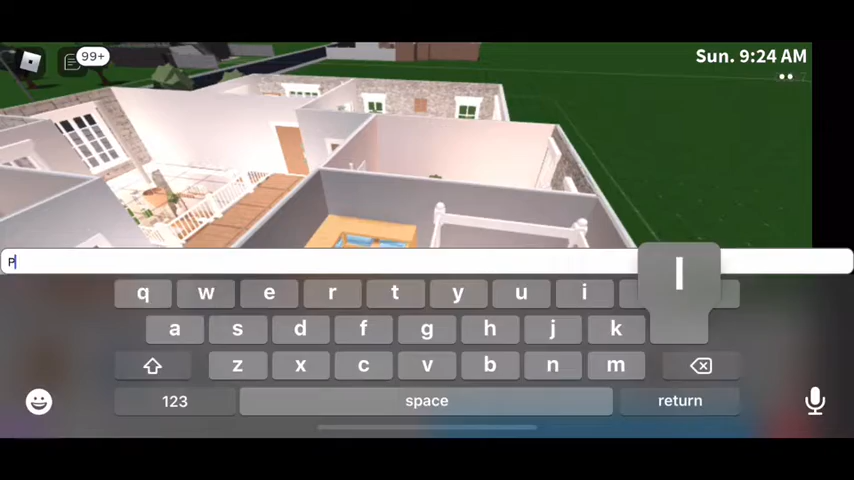 99+
Sun. 9:24 AM
P
l
q w e r t y u i
a s d f g h j k
z x c v b n m
123 space return